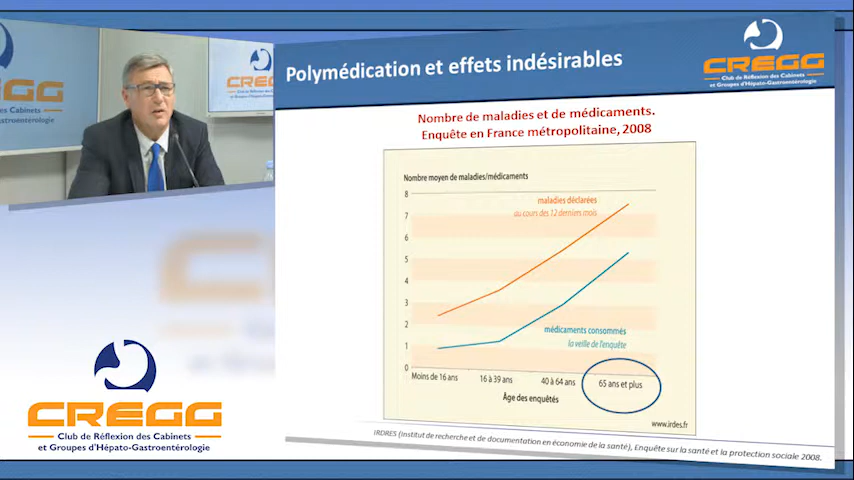 CREGG
es Cabinets
Gastroentérologie
CREGG
Polymédication et effets indésirables
CREGG
Club de Réflexion des Cabinets
et Groupes d'Hépato-Gastroentérologie
Nombre de maladies et de médicaments.
Enquête en France métropolitaine, 2008
Nombre moyen de maladies/médicaments
8
7
6
5
4
3
2
1
0
maladies déclarées
au cours des 12 derniers mois
médicaments consommés
la veille de l'enquête
Moins de 16 ans
16 à 39 ans
40 à 64 ans
65 ans et plus
Âge des enquêtés
www.irdes.fr
IRDRES (Institut de recherche et de documentation en économie de la santé), Enquête sur la santé et la protection sociale 2008.
CREGG
Club de Réflexion des Cabinets
et Groupes d'Hépato-Gastroentérologie